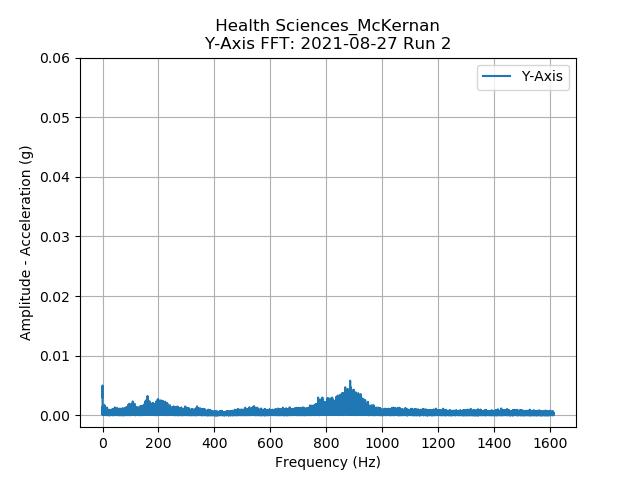 Health Sciences_McKernan
Y-Axis FFT: 2021-08-27 Run 2
Y-Axis
0.06
0.05
0.04
0.03
0.02
0.01
0.00
Amplitude - Acceleration (g)
0 200 400 600 800 1000 1200 1400 1600
Frequency (Hz)